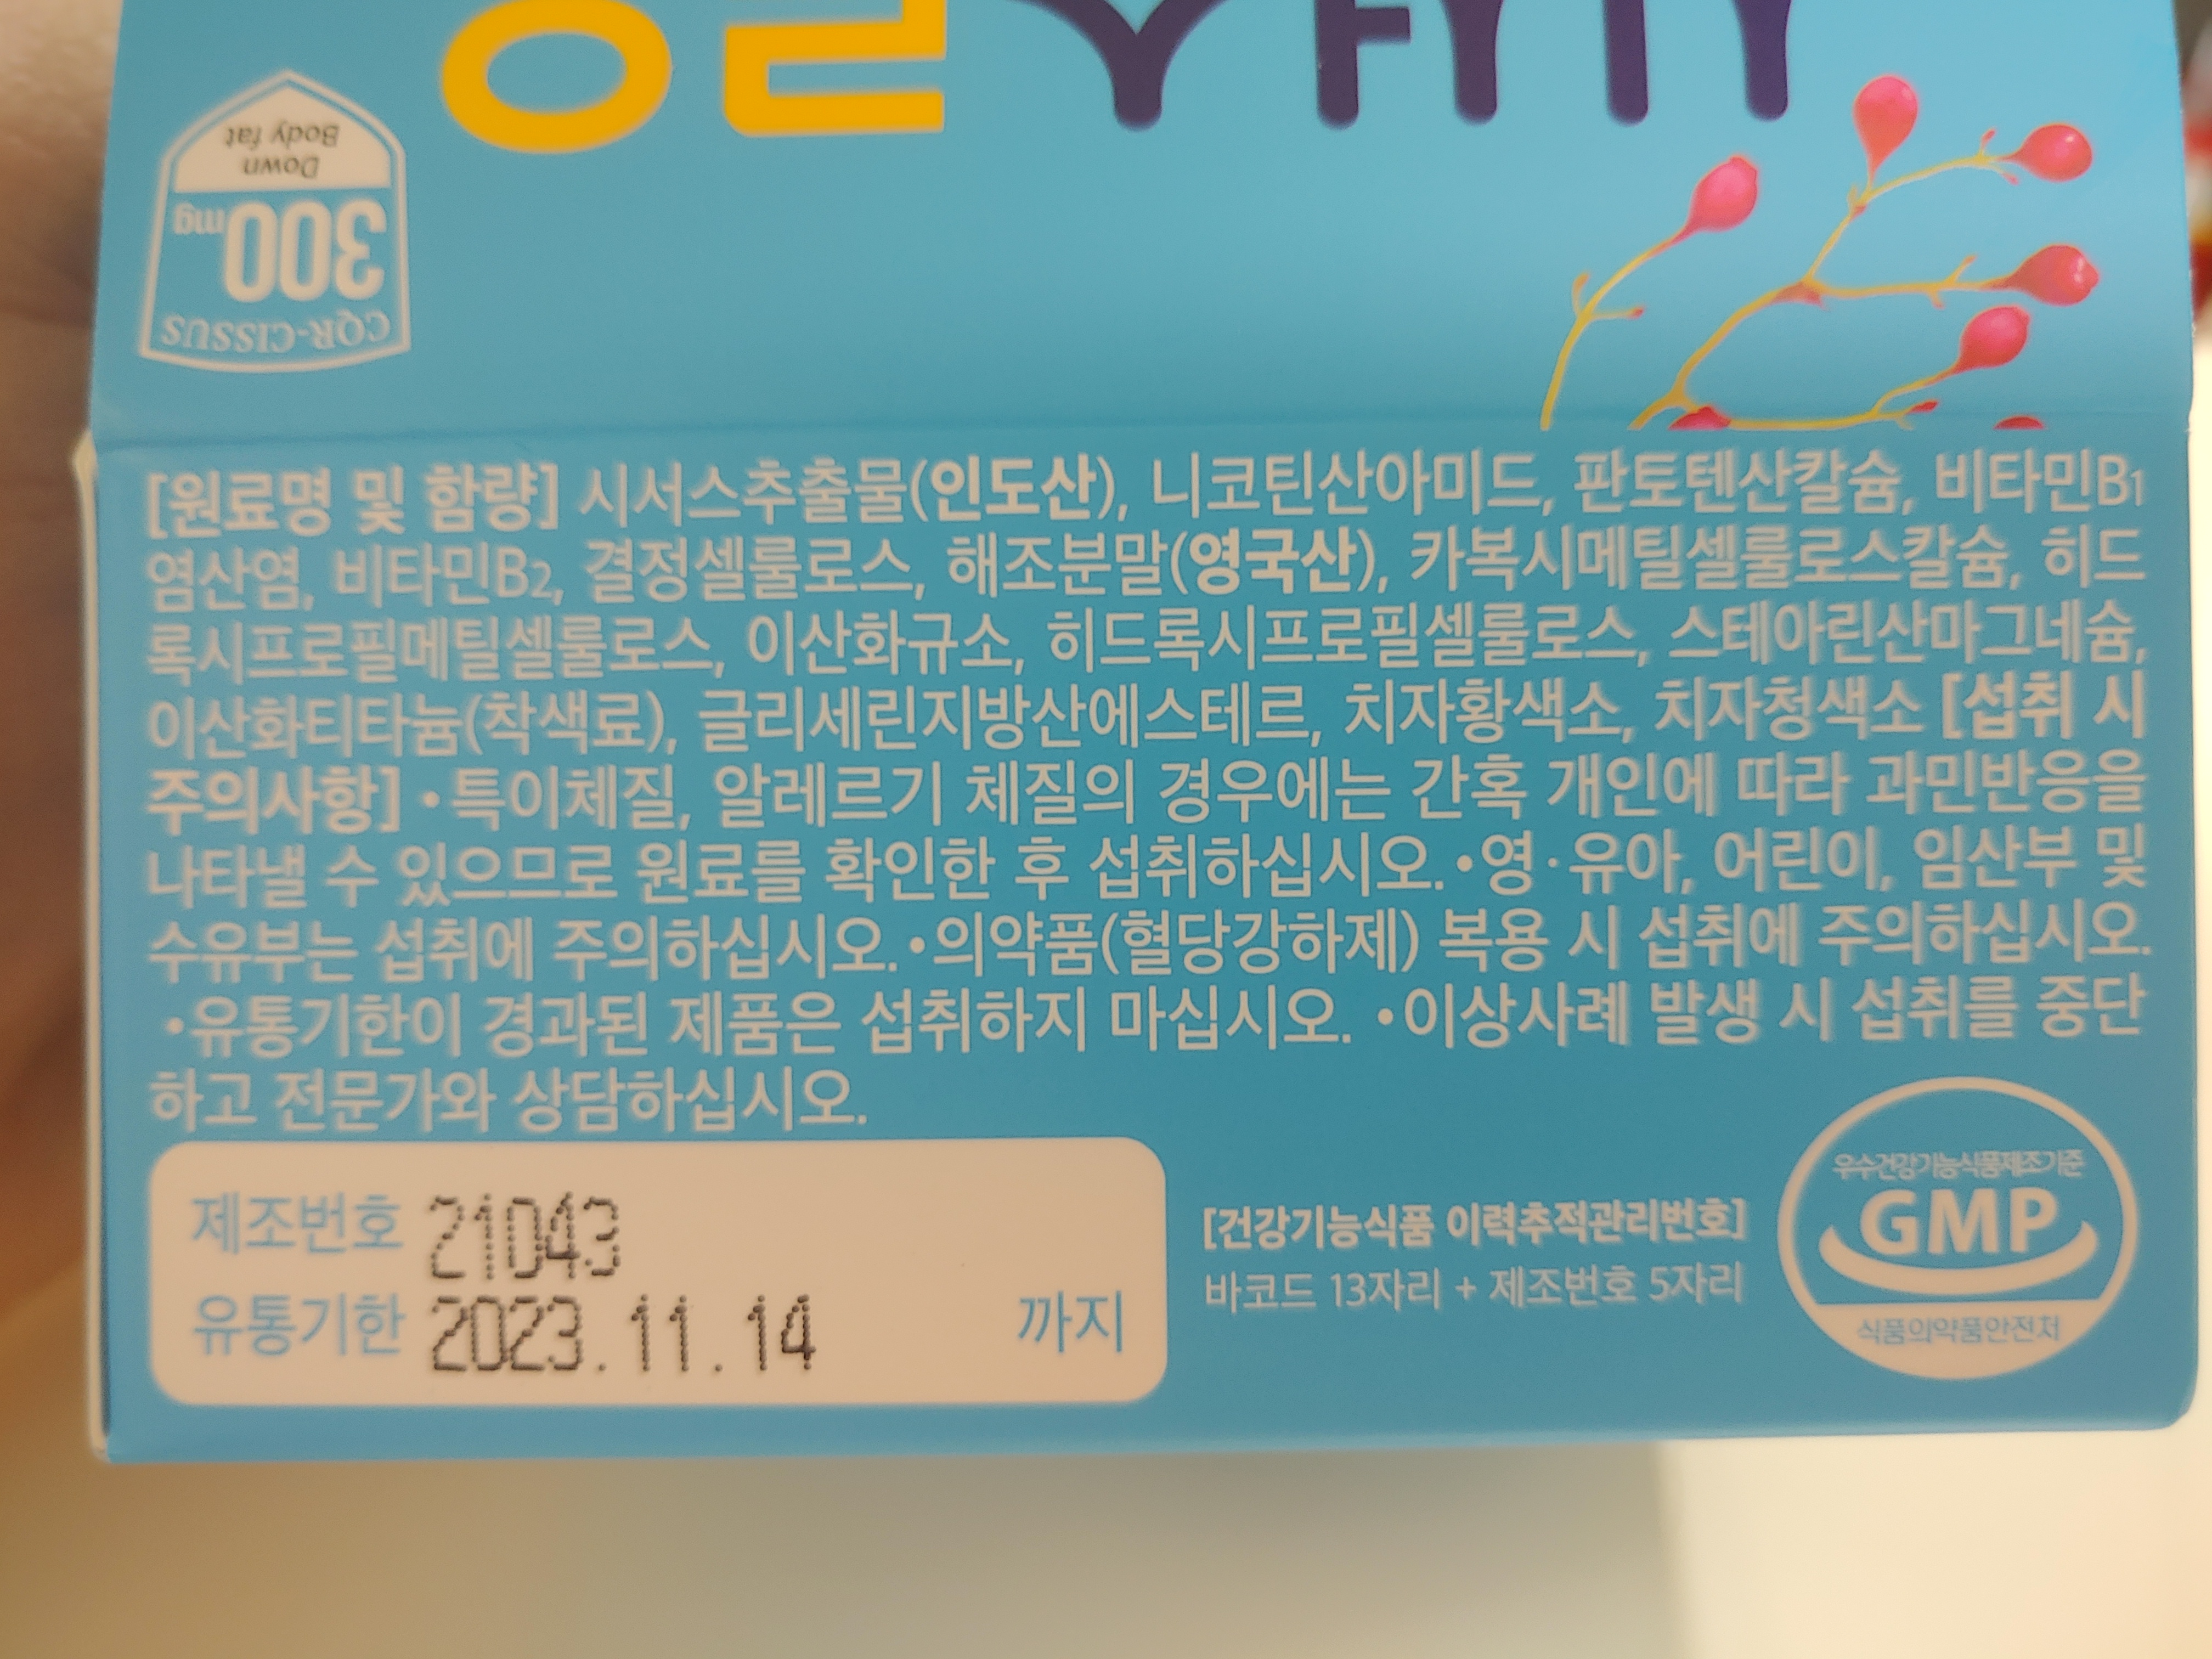 Body fat
Down
300mg
CQR-CISSUS
[원료명 및 함량] 시서스추출물(인도산), 니코틴산아미드, 판토텐산칼슘, 비타민B1
염산염, 비타민B2, 결정셀룰로스, 해조분말(영국산), 카복시메틸셀룰로스칼슘, 히드
록시프로필메틸셀룰로스, 이산화규소, 히드록시프로필셀룰로스, 스테아린산마그네슘,
이산화티타늄(착색료), 글리세린지방산에스테르, 치자황색소, 치자청색소 [섭취 시
주의사항] •특이체질, 알레르기 체질의 경우에는 간혹 개인에 따라 과민반응을
나타낼 수 있으므로 원료를 확인한 후 섭취하십시오.•영·유아, 어린이, 임산부 및
수유부는 섭취에 주의하십시오.•의약품(혈당강하제) 복용 시 섭취에 주의하십시오.
•유통기한이 경과된 제품은 섭취하지 마십시오. •이상사례 발생 시 섭취를 중단
하고 전문가와 상담하십시오.
제조번호 21043
유통기한 2023.11.14 까지
[건강기능식품 이력추적관리번호]
바코드 13자리 + 제조번호 5자리
우수건강기능식품제조기준
GMP
식품의약품안전처